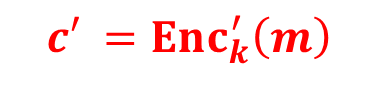 c′ = Enc′ₖ(m)